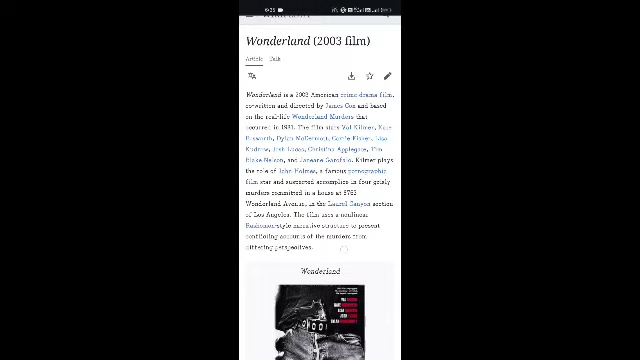 Wonderland (2003 film)
Article Talk
Wonderland is a 2003 American crime drama film,
co-written and directed by James Cox and based
on the real-life Wonderland Murders that
occurred in 1981. The film stars Val Kilmer, Kate
Bosworth, Dylan McDermott, Carrie Fisher, Lisa
Kudrow, Josh Lucas, Christina Applegate, Tim
Blake Nelson, and Janeane Garofalo. Kilmer plays
the role of John Holmes, a famous pornographic
film star and suspected accomplice in four grisly
murders committed in a house at 8763
Wonderland Avenue, in the Laurel Canyon section
of Los Angeles. The film uses a nonlinear
Rashomon-style narrative structure to present
conflicting accounts of the murders from
differing perspectives.
Wonderland